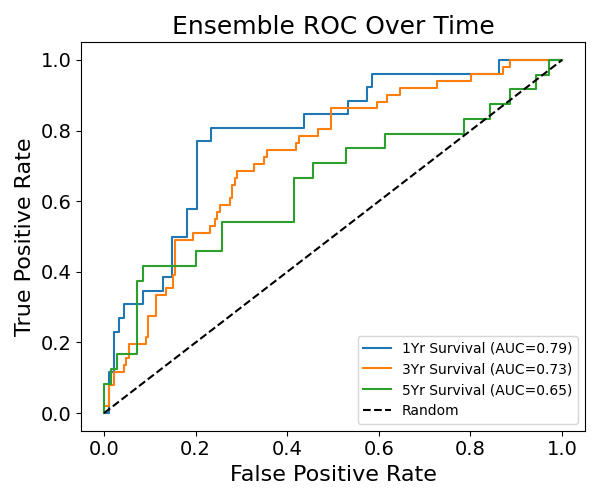 Ensemble ROC Over Time
True Positive Rate
1.0
0.8
0.6
0.4
0.2
0.0
1Yr Survival (AUC=0.79)
3Yr Survival (AUC=0.73)
5Yr Survival (AUC=0.65)
Random
0.0 0.2 0.4 0.6 0.8 1.0
False Positive Rate